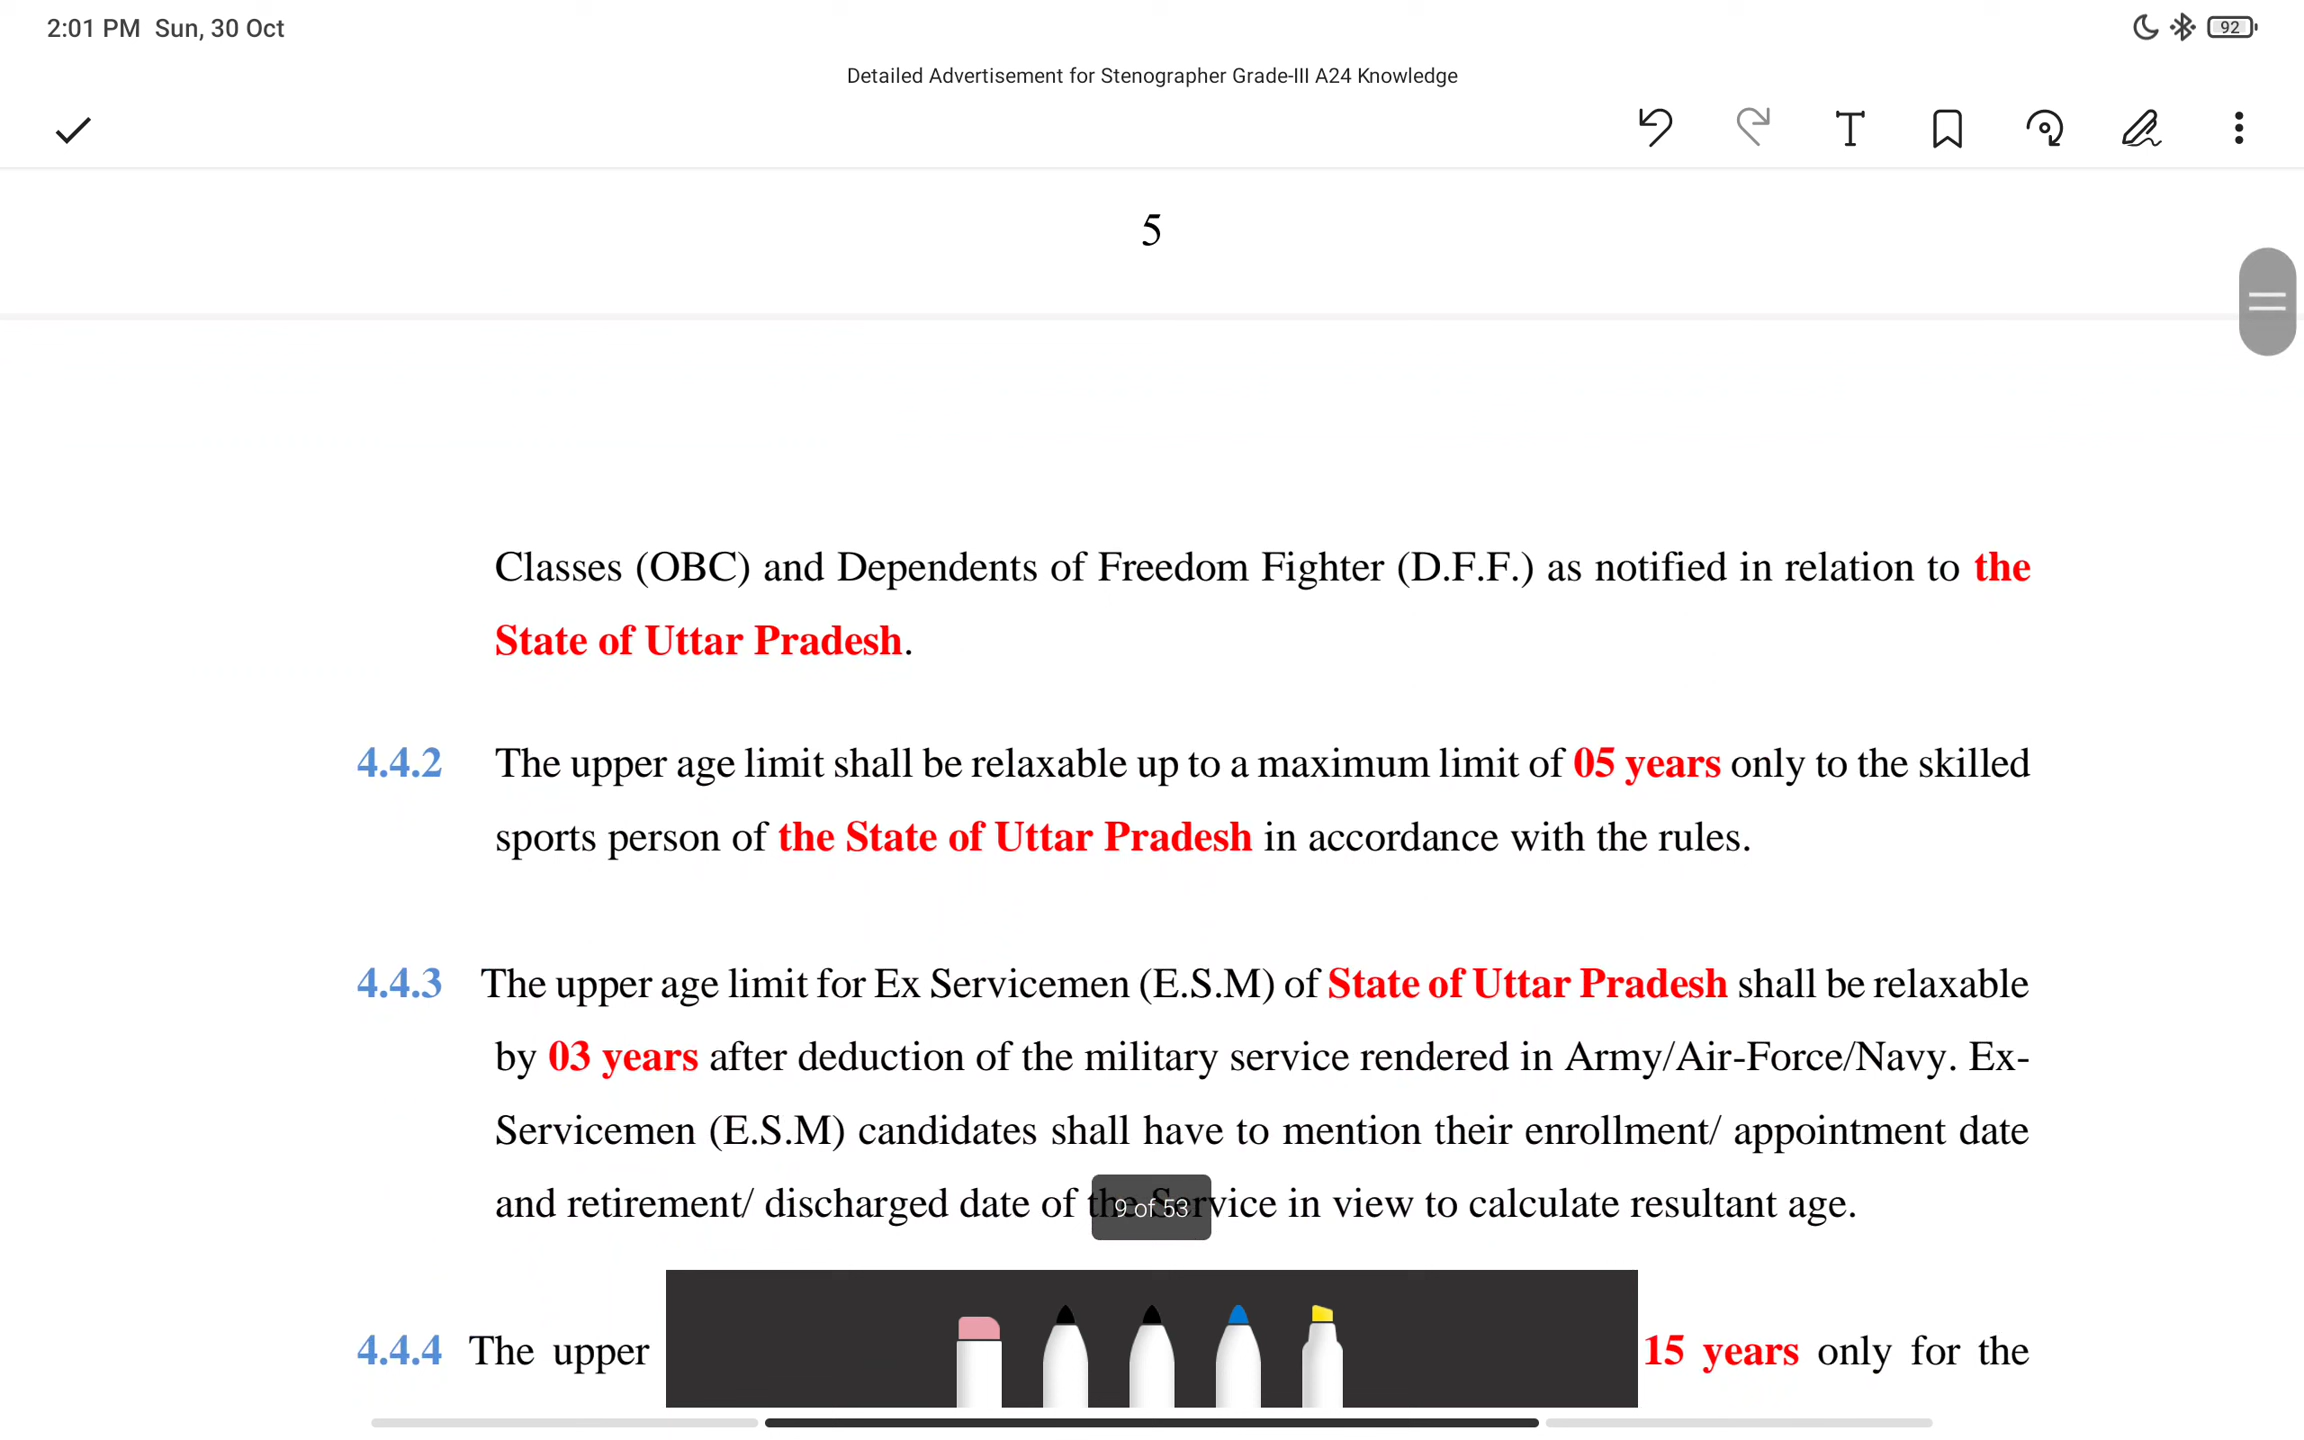 2:01 PM Sun, 30 Oct
92
Detailed Advertisement for Stenographer Grade-III A24 Knowledge
T
5
Classes (OBC) and Dependents of Freedom Fighter (D.F.F.) as notified in relation to the
State of Uttar Pradesh.
4.4.2 The upper age limit shall be relaxable up to a maximum limit of 05 years only to the skilled
sports person of the State of Uttar Pradesh in accordance with the rules.
4.4.3 The upper age limit for Ex Servicemen (E.S.M) of State of Uttar Pradesh shall be relaxable
by 03 years after deduction of the military service rendered in Army/Air-Force/Navy. Ex-
Servicemen (E.S.M) candidates shall have to mention their enrollment/ appointment date
and retirement/ discharged date of the Service in view to calculate resultant age.
9 of 53
4.4.4 The upper 15 years only for the